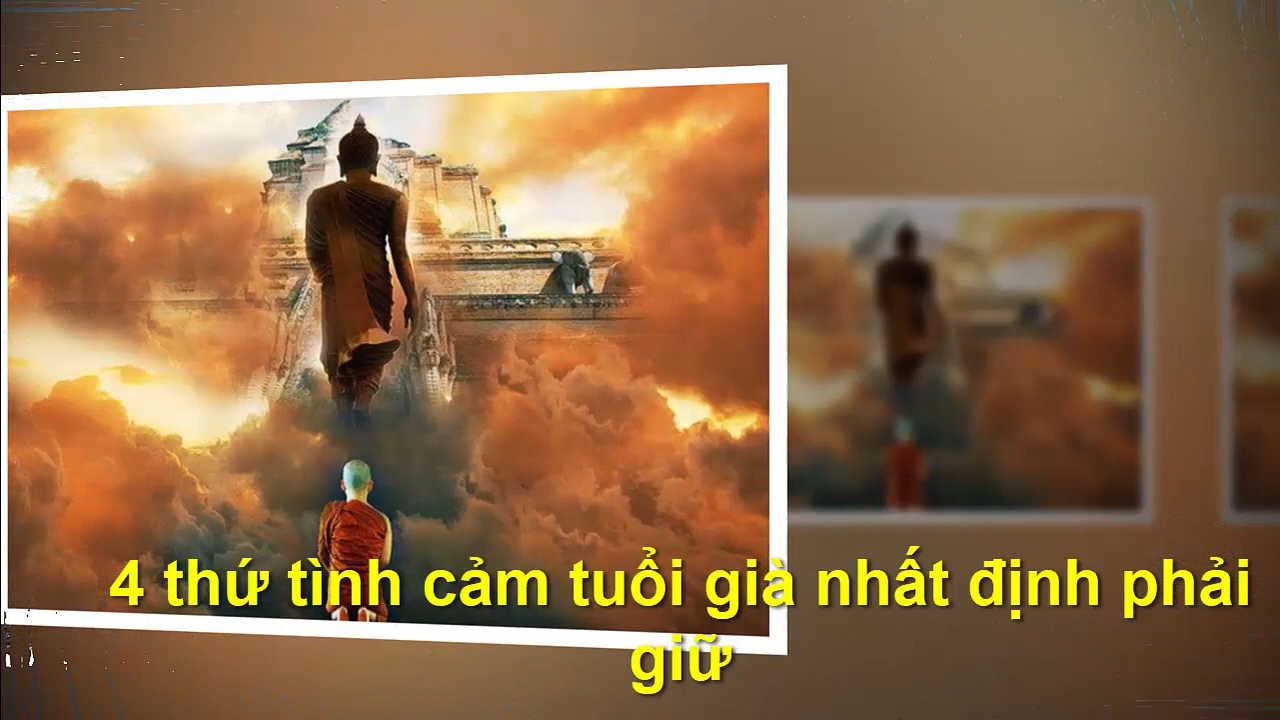 4 thứ tình cảm tuổi già nhất định phải
giữ